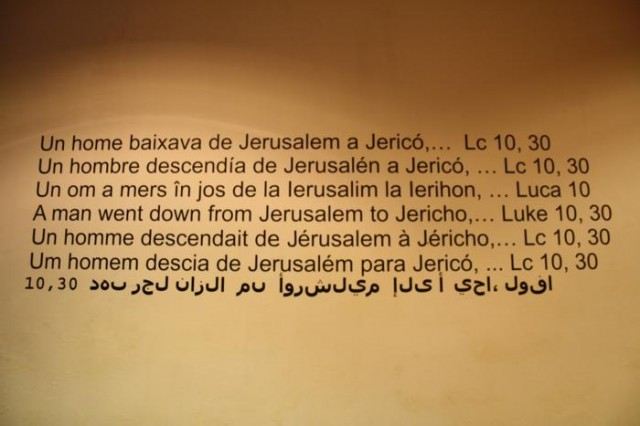 Un home baixava de Jerusalem a Jericó,... Lc 10, 30
Un hombre descendía de Jerusalén a Jericó, ... Lc 10, 30
Un om a mers în jos de la Ierusalim la Ierihon, ... Luca 10
A man went down from Jerusalem to Jericho,... Luke 10, 30
Un homme descendait de Jérusalem à Jéricho,... Lc 10, 30
Um homem descia de Jerusalém para Jericó, ... Lc 10, 30
10,30